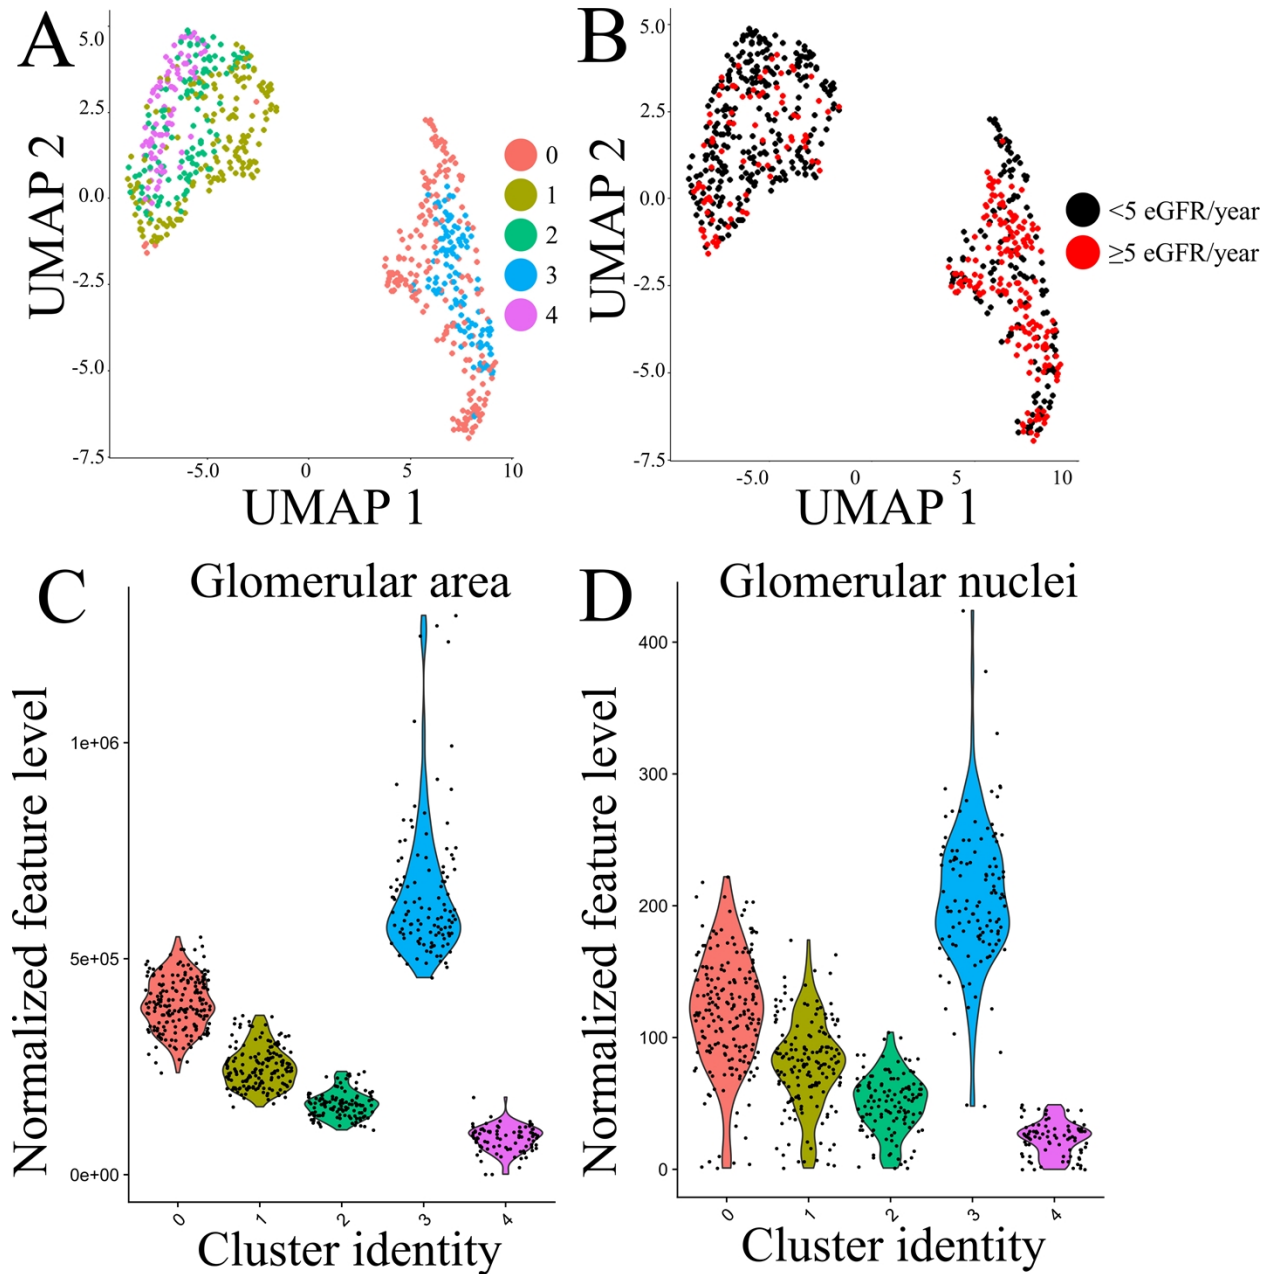 A
5.0
2.5
0.0
-2.5
-5.0
-7.5
UMAP 2
-5.0 0 5 10
UMAP 1
0
1
2
3
4
B
5.0
2.5
0.0
-2.5
-5.0
-7.5
UMAP 2
-5.0 0 5 10
UMAP 1
<5 eGFR/year
≥5 eGFR/year
C
Glomerular area
Normalized feature level
1e+06
5e+05
0e+00
0 1 2 3 4
Cluster identity
D
Glomerular nuclei
Normalized feature level
400
300
200
100
0
0 1 2 3 4
Cluster identity